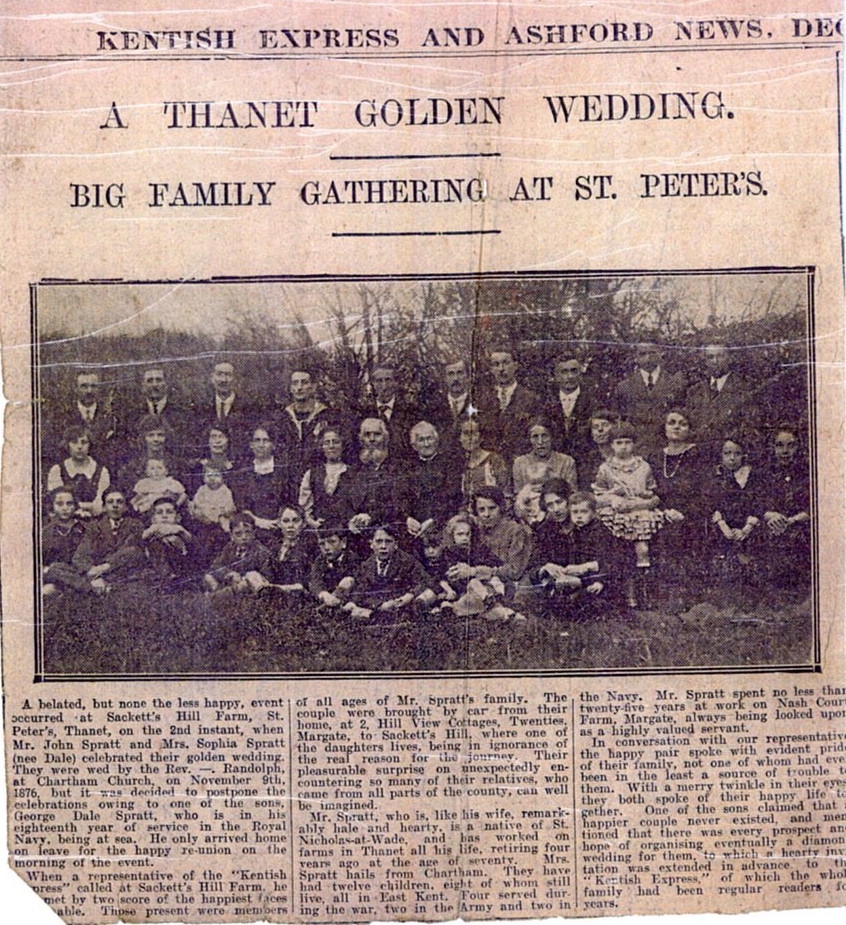 KENTISH EXPRESS AND ASHFORD NEWS, DEC
A THANET GOLDEN WEDDING.
BIG FAMILY GATHERING AT ST. PETER'S.
A belated, but none the less happy, event
occurred at Sackett's Hill Farm, St.
Peter's, Thanet, on the 2nd instant, when
Mr. John Spratt and Mrs. Sophia Spratt
(nee Dale) celebrated their golden wedding.
They were wed by the Rev. —. Randolph,
at Chartham Church, on November 9th,
1876, but it was decided to postpone the
celebrations owing to one of the sons,
George Dale Spratt, who is in his
eighteenth year of service in the Royal
Navy, being at sea. He only arrived home
on leave for the happy re-union on the
morning of the event.
When a representative of the "Kentish
press" called at Sackett's Hill Farm, he
met by two score of the happiest faces
able. Those present were members
of all ages of Mr. Spratt's family. The
couple were brought by car from their
home, at 2, Hill View Cottages, Twenties,
Margate, to Sackett's Hill, where one of
the daughters lives, being in ignorance of
the real reason for the journey. Their
pleasurable surprise on unexpectedly en-
countering so many of their relatives, who
came from all parts of the county, can well
be imagined.
Mr. Spratt, who is, like his wife, remark-
ably hale and hearty, is a native of St.
Nicholas-at-Wade, and has worked on
farms in Thanet all his life, retiring four
years ago at the age of seventy. Mrs.
Spratt hails from Chartham. They have
had twelve children, eight of whom still
live, all in East Kent. Four served dur-
ing the war, two in the Army and two in
the Navy. Mr. Spratt spent no less than
twenty-five years at work on Nash Court
Farm, Margate, always being looked upon
as a highly valued servant.
In conversation with our representative
the happy pair spoke with evident pride
of their family, not one of whom had ever
been in the least a source of trouble to
them. With a merry twinkle in their eyes
they both spoke of their happy life to-
gether. One of the sons claimed that a
happier couple never existed, and men-
tioned that there was every prospect and
hope of organising eventually a diamond
wedding for them, to which a hearty invi-
tation was extended in advance to the
"Kentish Express," of which the whole
family had been regular readers for
years.